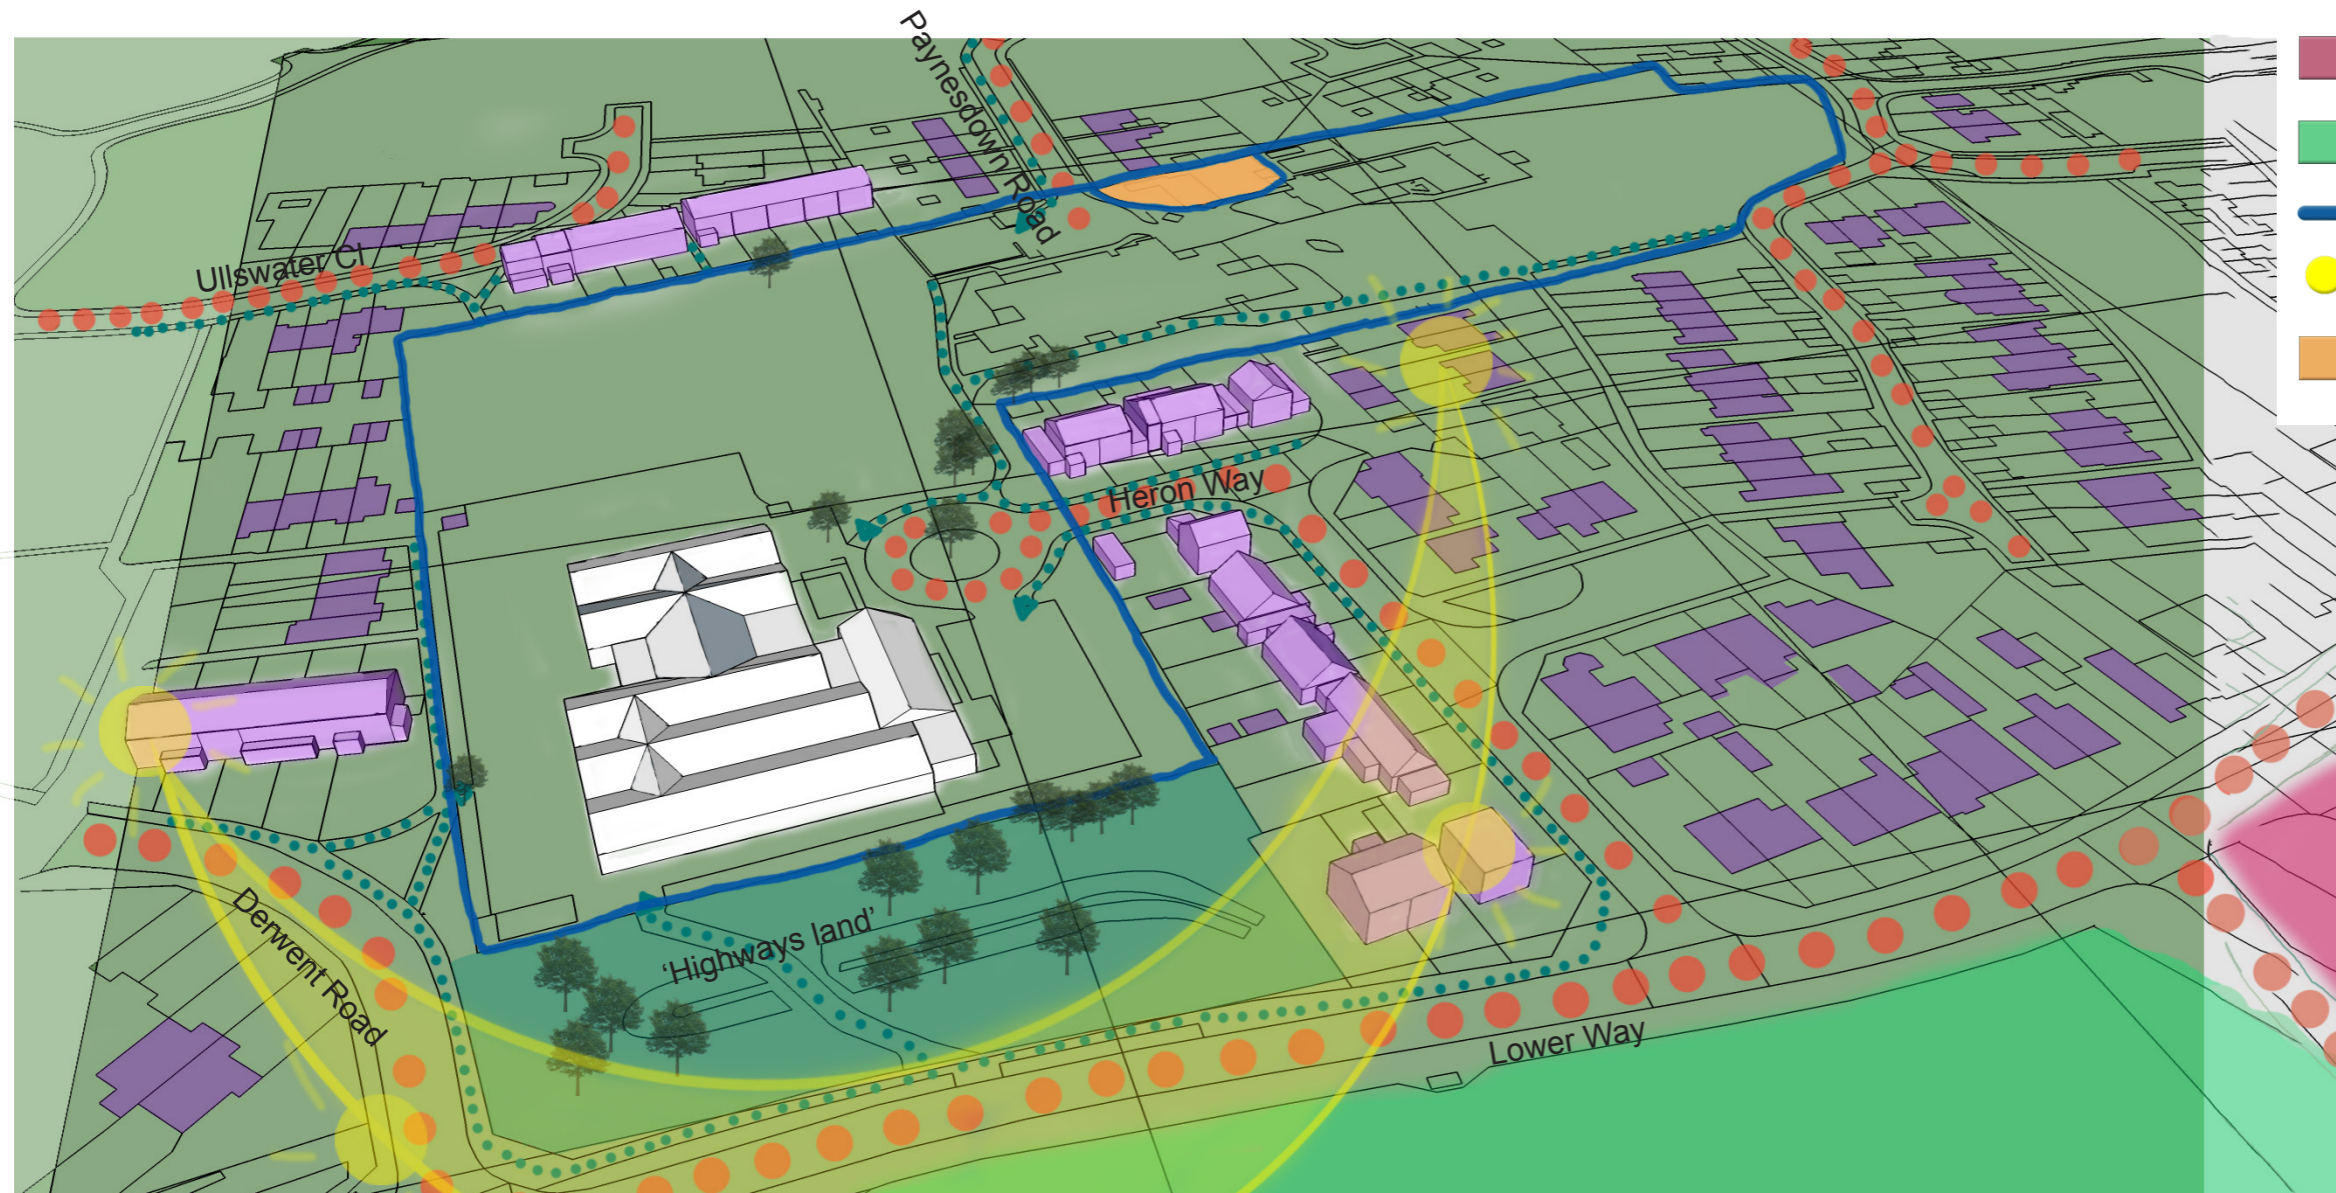 Paynesdown Road
Ullswater Cl
Heron Way
'Highways land'
Derwent Road
Lower Way